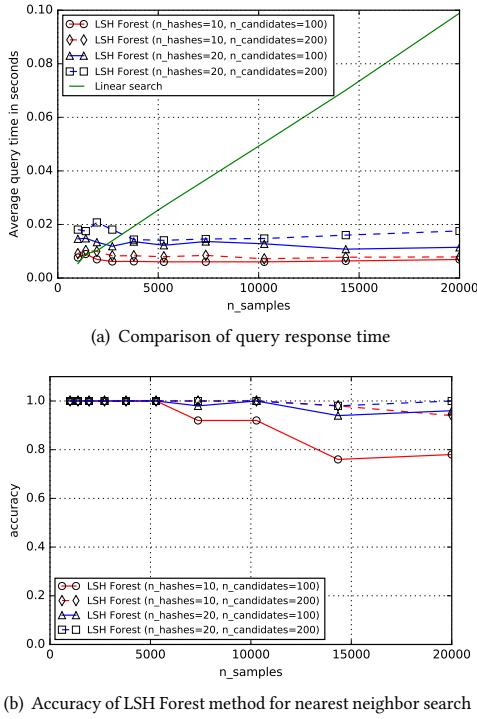 0.10
0.08
0.06
0.04
0.02
0.00
Average query time in seconds
LSH Forest (n_hashes=10, n_candidates=100)
LSH Forest (n_hashes=10, n_candidates=200)
LSH Forest (n_hashes=20, n_candidates=100)
LSH Forest (n_hashes=20, n_candidates=200)
Linear search
0 5000 10000 15000 20000
n_samples
(a) Comparison of query response time
1.0
0.8
0.6
0.4
0.2
0.0
accuracy
LSH Forest (n_hashes=10, n_candidates=100)
LSH Forest (n_hashes=10, n_candidates=200)
LSH Forest (n_hashes=20, n_candidates=100)
LSH Forest (n_hashes=20, n_candidates=200)
0 5000 10000 15000 20000
n_samples
(b) Accuracy of LSH Forest method for nearest neighbor search